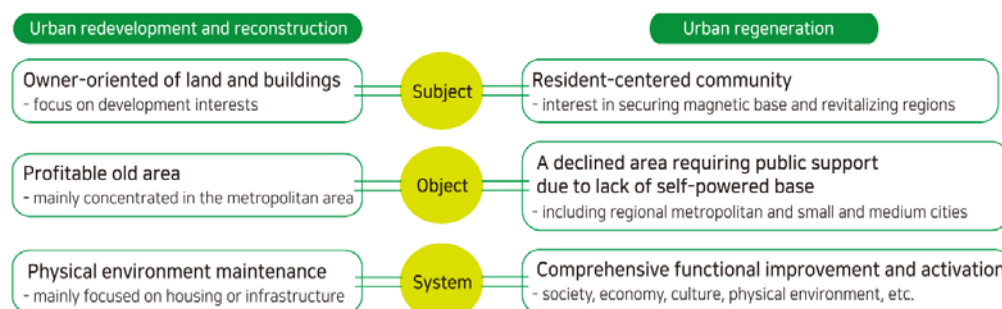 Urban redevelopment and reconstruction
Urban regeneration
Owner-oriented of land and buildings
- focus on development interests
Subject
Resident-centered community
- interest in securing magnetic base and revitalizing regions
Profitable old area
- mainly concentrated in the metropolitan area
Object
A declined area requiring public support
due to lack of self-powered base
- including regional metropolitan and small and medium cities
Physical environment maintenance
- mainly focused on housing or infrastructure
System
Comprehensive functional improvement and activation
- society, economy, culture, physical environment, etc.